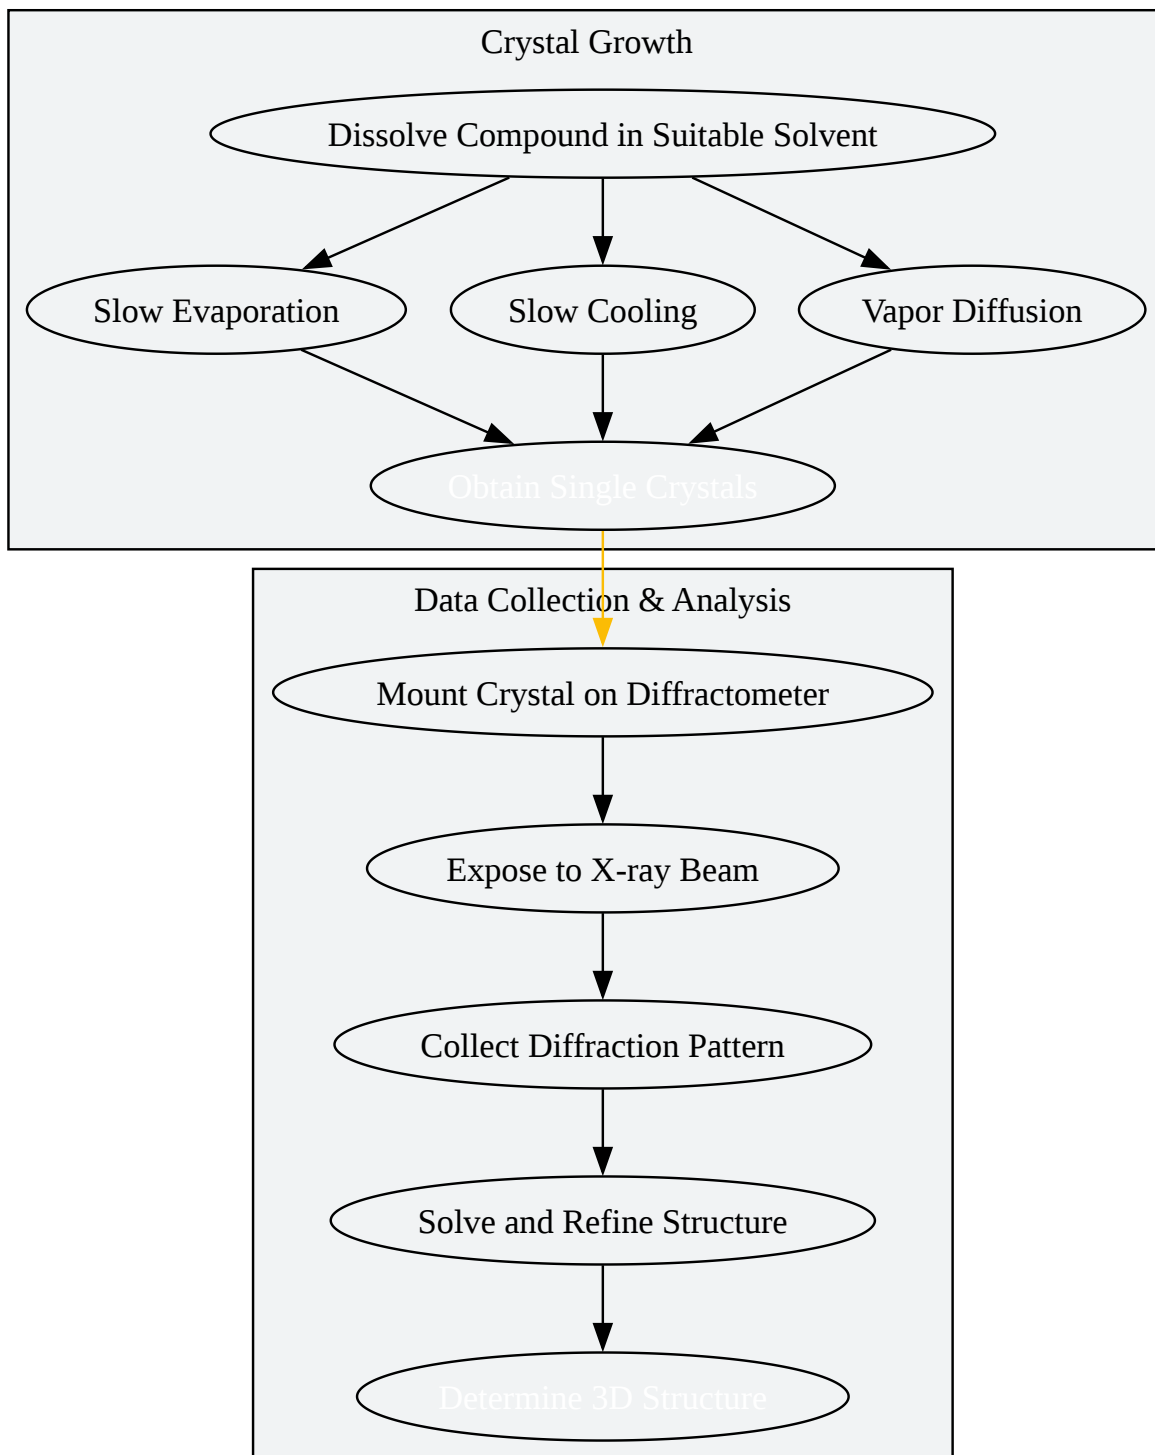 Crystal Growth
Dissolve Compound in Suitable Solvent
Slow Evaporation
Slow Cooling
Vapor Diffusion
Obtain Single Crystals
Data Collection & Analysis
Mount Crystal on Diffractometer
Expose to X-ray Beam
Collect Diffraction Pattern
Solve and Refine Structure
Determine 3D Structure